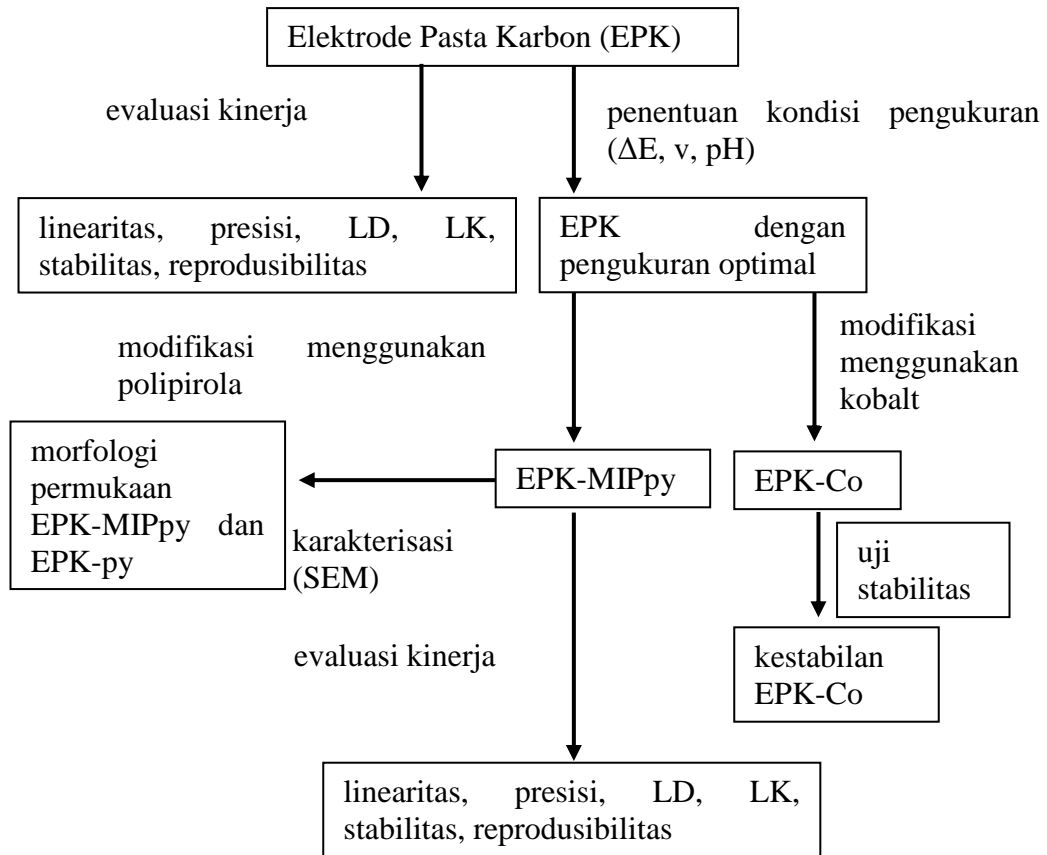 Elektrode Pasta Karbon (EPK)
evaluasi kinerja
penentuan kondisi pengukuran
(ΔE, v, pH)
linearitas, presisi, LD, LK,
stabilitas, reprodusibilitas
EPK dengan
pengukuran optimal
modifikasi menggunakan
polipirola
modifikasi
menggunakan
kobalt
morfologi
permukaan
EPK-MIPpy dan
EPK-py
EPK-MIPpy
EPK-Co
karakterisasi
(SEM)
uji
stabilitas
evaluasi kinerja
kestabilan
EPK-Co
linearitas, presisi, LD, LK,
stabilitas, reprodusibilitas